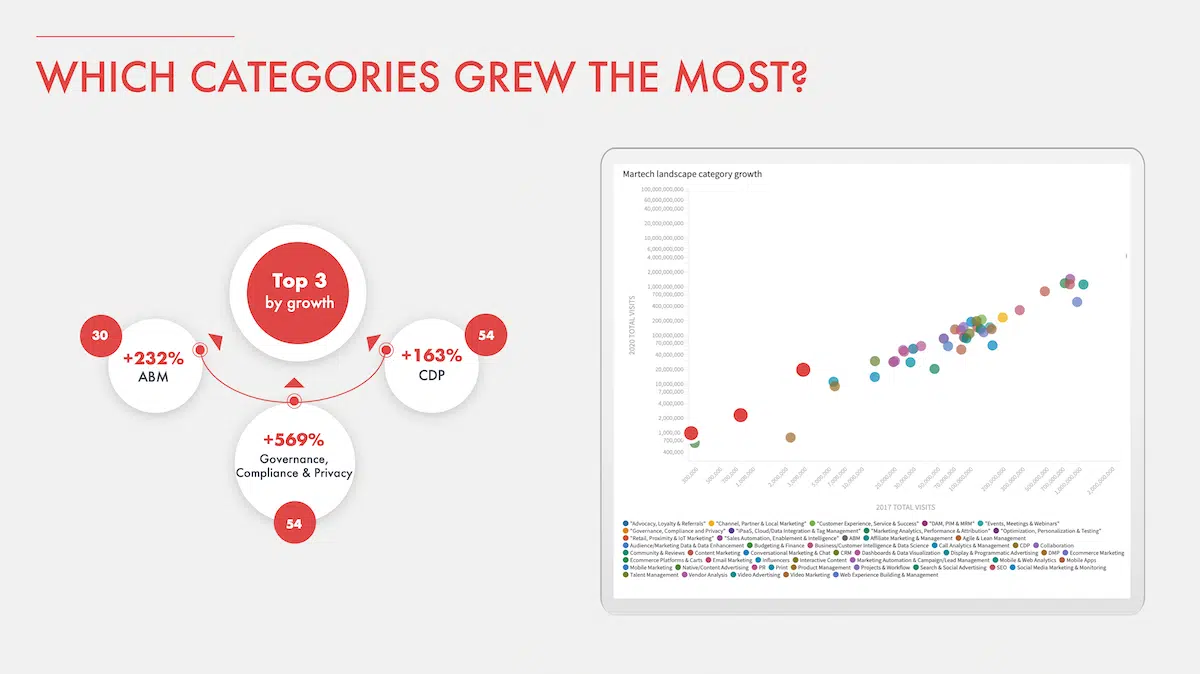 WHICH CATEGORIES GREW THE MOST?
Top 3
by growth
30
+232%
ABM
54
+163%
CDP
+569%
Governance,
Compliance & Privacy
54
Martech landscape category growth
100,000,000,000
60,000,000,000
40,000,000,000
20,000,000,000
10,000,000,000
6,000,000,000
4,000,000,000
2,000,000,000
1,000,000,000
700,000,000
400,000,000
200,000,000
100,000,000
70,000,000
40,000,000
20,000,000
10,000,000
7,000,000
4,000,000
2,000,000
1,000,00
700,000
400,000
2020 TOTAL VISITS
300,000
500,000
700,000
1,000,000
2,000,000
3,000,000
5,000,000
7,000,000
10,000,000
20,000,000
30,000,000
50,000,000
70,000,000
100,000,000
200,000,000
300,000,000
500,000,000
700,000,000
1,000,000,000
2,000,000,000
2017 TOTAL VISITS
"Advocacy, Loyalty & Referrals" "Channel, Partner & Local Marketing" "Customer Experience, Service & Success" "DAM, PIM & MRM" "Events, Meetings & Webinars"
"Governance, Compliance and Privacy" "iPaaS, Cloud/Data Integration & Tag Management" "Marketing Analytics, Performance & Attribution" "Optimization, Personalization & Testing"
"Retail, Proximity & IoT Marketing" "Sales Automation, Enablement & Intelligence" ABM Affiliate Marketing & Management Agile & Lean Management
Audience/Marketing Data & Data Enhancement Budgeting & Finance Business/Customer Intelligence & Data Science Call Analytics & Management CDP Collaboration
Community & Reviews Content Marketing Conversational Marketing & Chat CRM Dashboards & Data Visualization Display & Programmatic Advertising DMP Ecommerce Marketing
Ecommerce Platforms & Carts Email Marketing Influencers Interactive Content Marketing Automation & Campaign/Lead Management Mobile & Web Analytics Mobile Apps
Mobile Marketing Native/Content Advertising PR Print Product Management Projects & Workflow Search & Social Advertising SEO Social Media Marketing & Monitoring
Talent Management Vendor Analysis Video Advertising Video Marketing Web Experience Building & Management